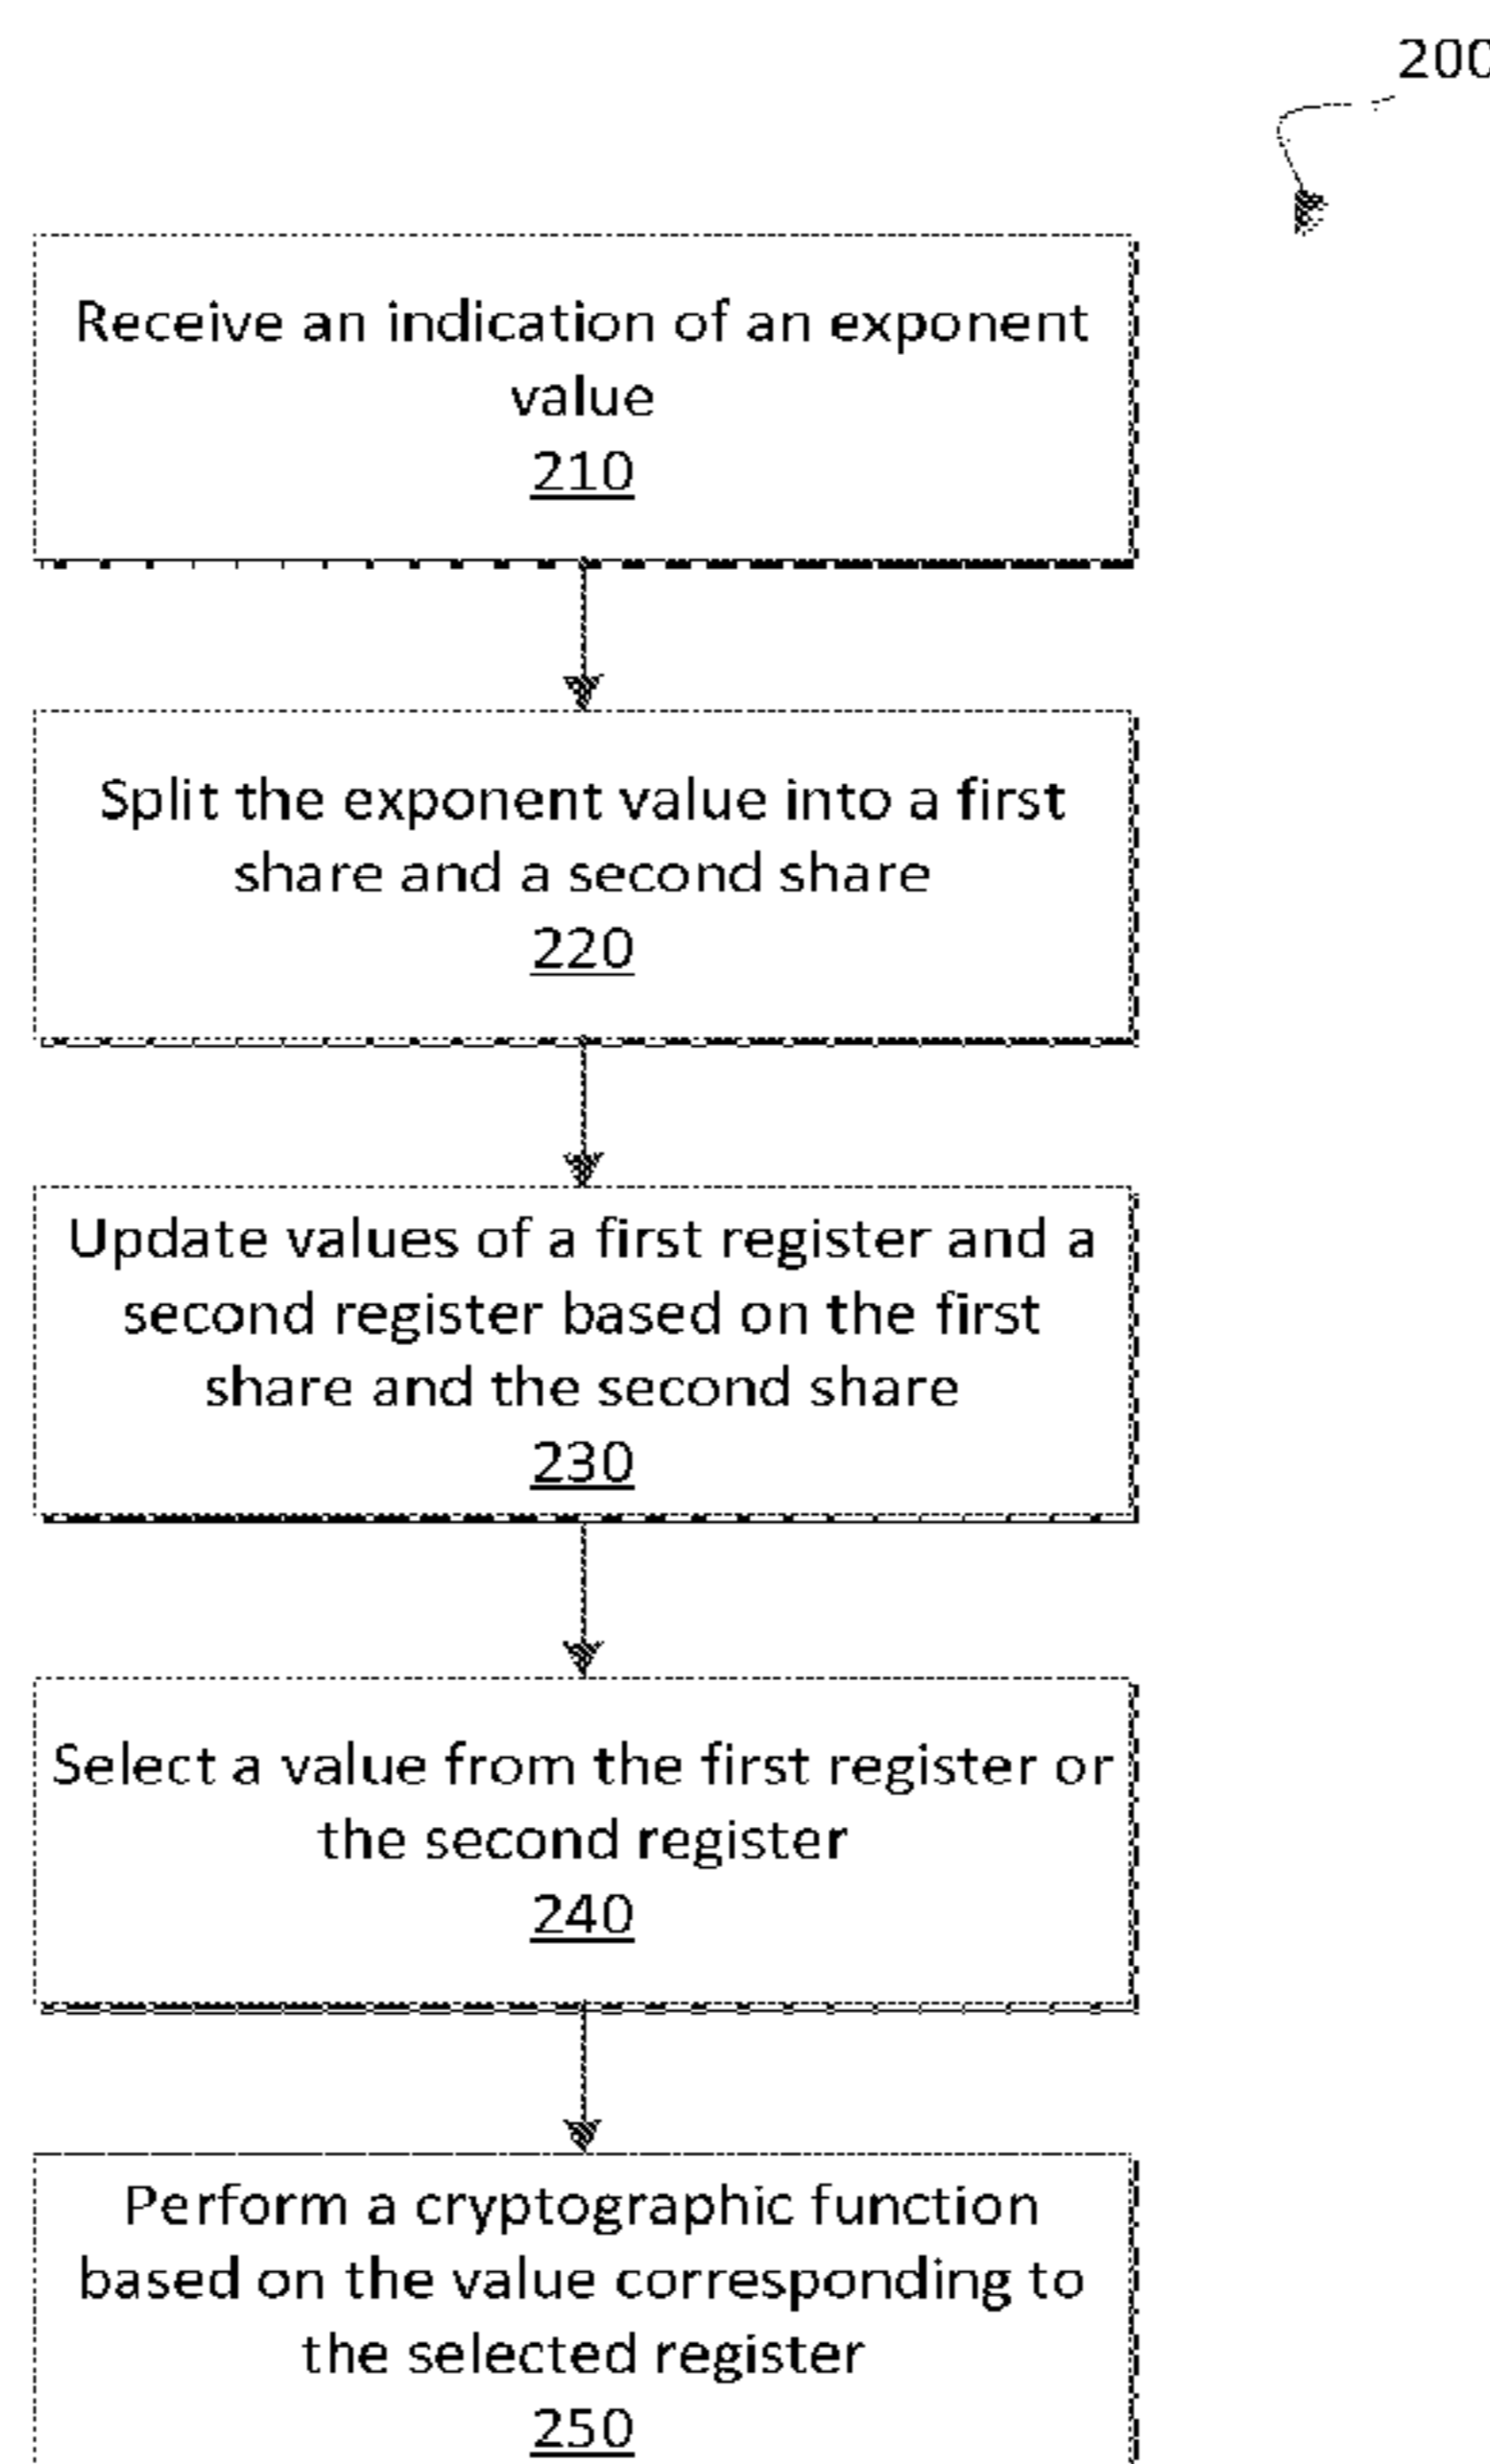 200
Receive an indication of an exponent
value
210
Split the exponent value into a first
share and a second share
220
Update values of a first register and a
second register based on the first
share and the second share
230
Select a value from the first register or
the second register
240
Perform a cryptographic function
based on the value corresponding to
the selected register
250